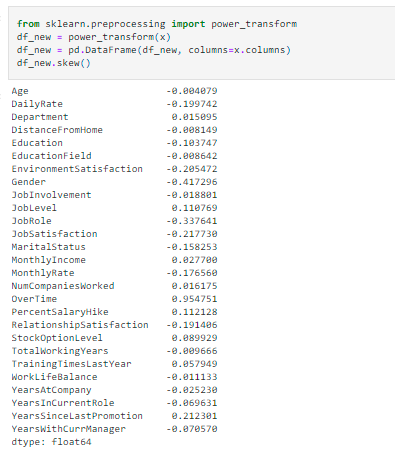 from sklearn.preprocessing import power_transform
df_new = power_transform(x)
df_new = pd.DataFrame(df_new, columns=x.columns)
df_new.skew()
Age -0.004079
DailyRate -0.199742
Department 0.015095
DistanceFromHome -0.008149
Education -0.103747
EducationField -0.008642
EnvironmentSatisfaction -0.205472
Gender -0.417296
JobInvolvement -0.018801
JobLevel 0.110769
JobRole -0.337641
JobSatisfaction -0.217730
MaritalStatus -0.158253
MonthlyIncome 0.027700
MonthlyRate -0.176560
NumCompaniesWorked 0.016175
OverTime 0.954751
PercentSalaryHike 0.112128
RelationshipSatisfaction -0.191406
StockOptionLevel 0.089929
TotalWorkingYears -0.009666
TrainingTimesLastYear 0.057949
WorkLifeBalance -0.011133
YearsAtCompany -0.025230
YearsInCurrentRole -0.069631
YearsSinceLastPromotion 0.212301
YearsWithCurrManager -0.070570
dtype: float64